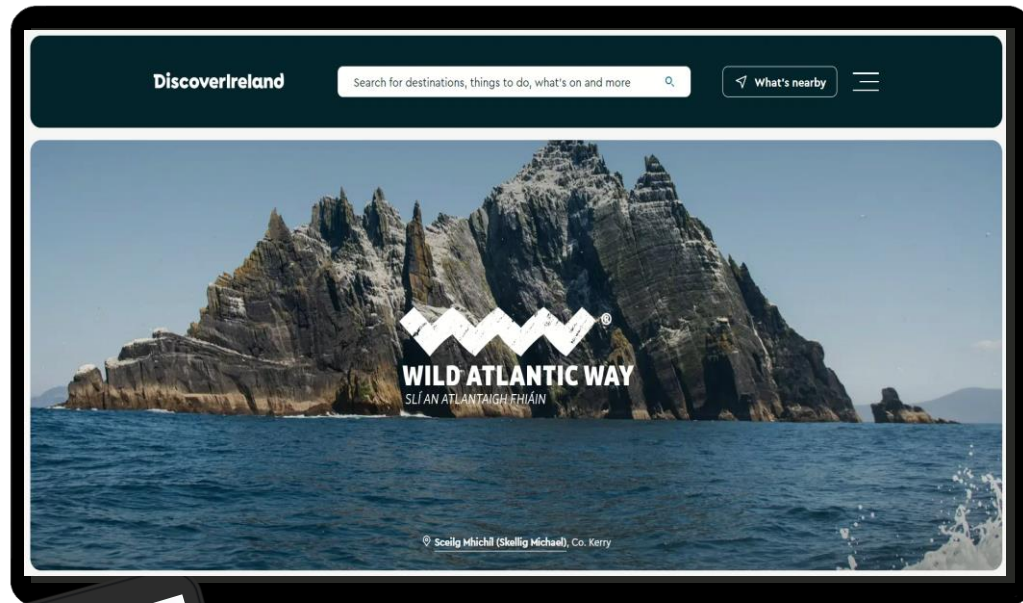 DiscoverIreland
Search for destinations, things to do, what's on and more
What's nearby
®
WILD ATLANTIC WAY
SLÍ AN ATLANTAIGH FHIÁIN
Sceilg Mhichíl (Skellig Michael), Co. Kerry